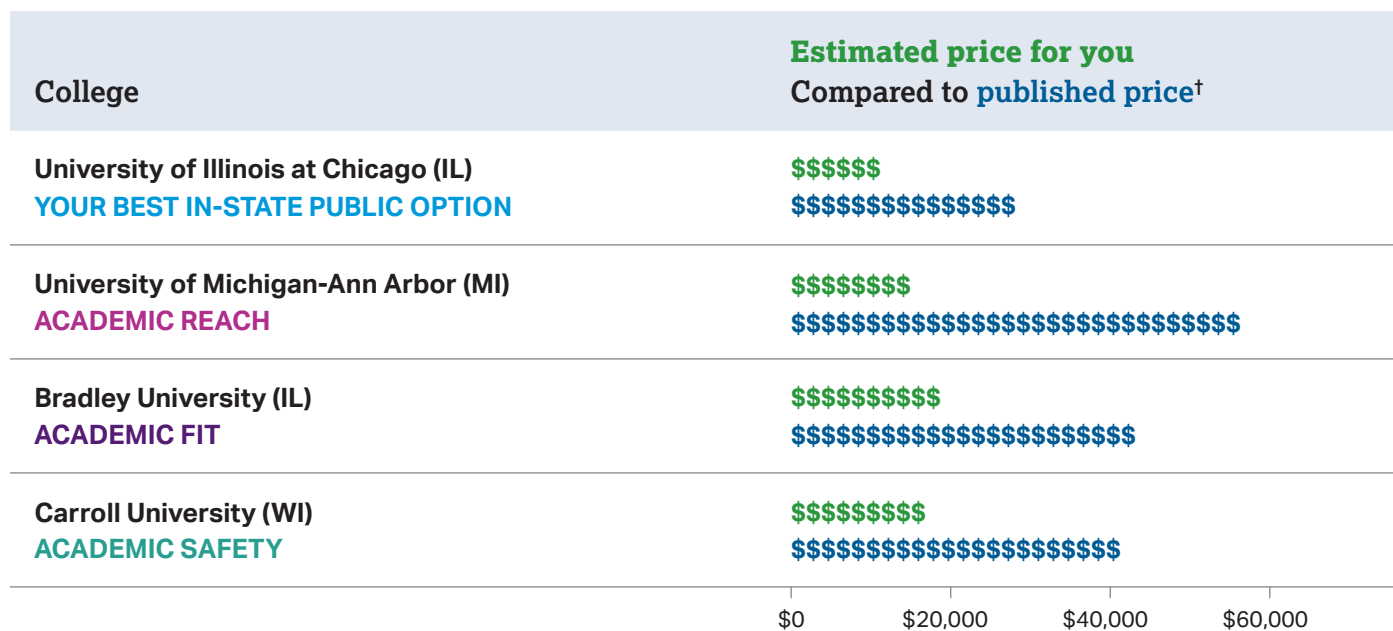 Estimated price for you
College
Compared to published price†
University of Illinois at Chicago (IL)
$$$$$$
YOUR BEST IN-STATE PUBLIC OPTION
$$$$$$$$$$$$$$$
University of Michigan-Ann Arbor (MI)
$$$$$$$$
ACADEMIC REACH
$$$$$$$$$$$$$$$$$$$$$$$$$$$$$$
Bradley University (IL)
$$$$$$$$$$
ACADEMIC FIT
$$$$$$$$$$$$$$$$$$$$$$$
Carroll University (WI)
$$$$$$$$$
ACADEMIC SAFETY
$$$$$$$$$$$$$$$$$$$$$$
$0 $20,000 $40,000 $60,000